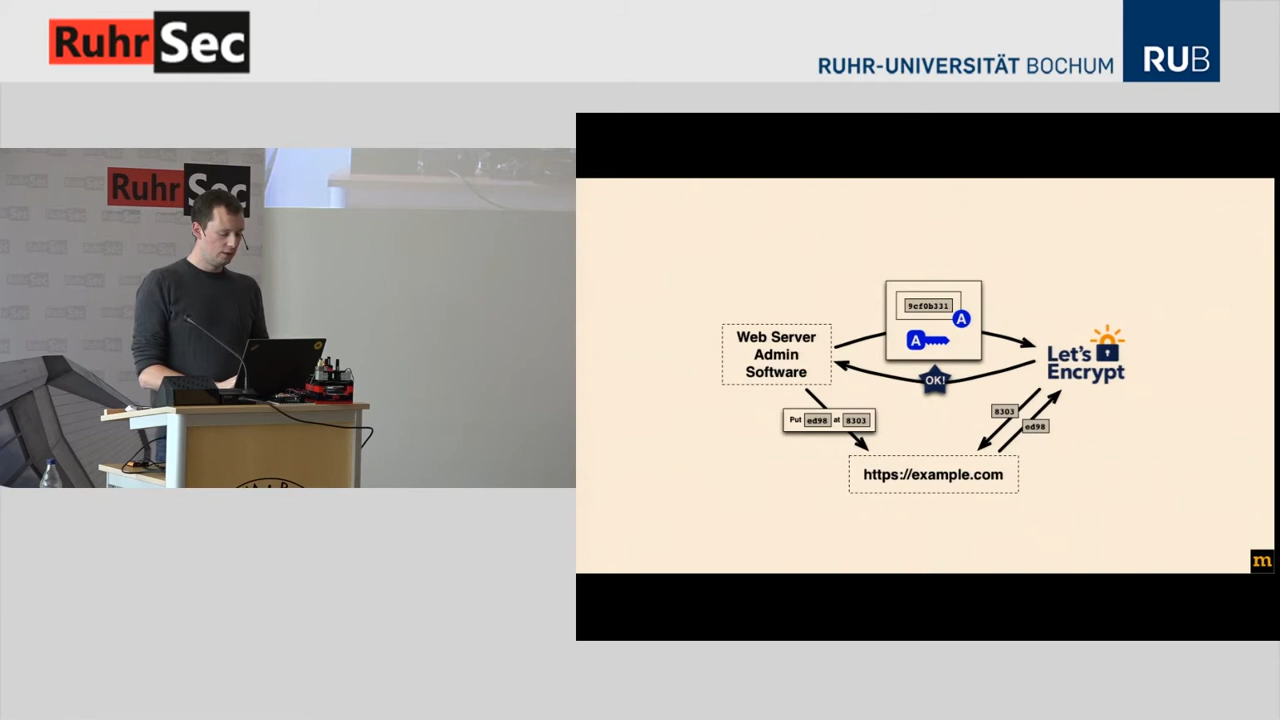 RuhrSec
RUHR-UNIVERSITÄT BOCHUM
RUB
RuhrSec
9cf0b331
A
A
Web Server
Admin
Software
Let's
Encrypt
OK!
Put ed98 at 8303
8303
ed98
https://example.com
m